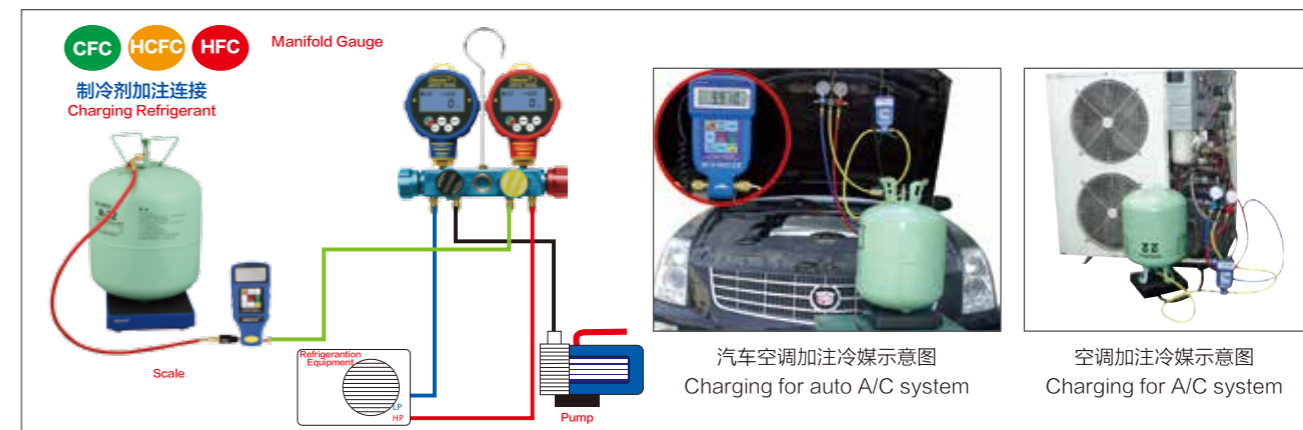 CFC HCFC HFC
Manifold Gauge
制冷剂加注连接
Charging Refrigerant
Scale
Refrigerantion
Equipment
LP
HP
Pump
22
汽车空调加注冷媒示意图
Charging for auto A/C system
空调加注冷媒示意图
Charging for A/C system